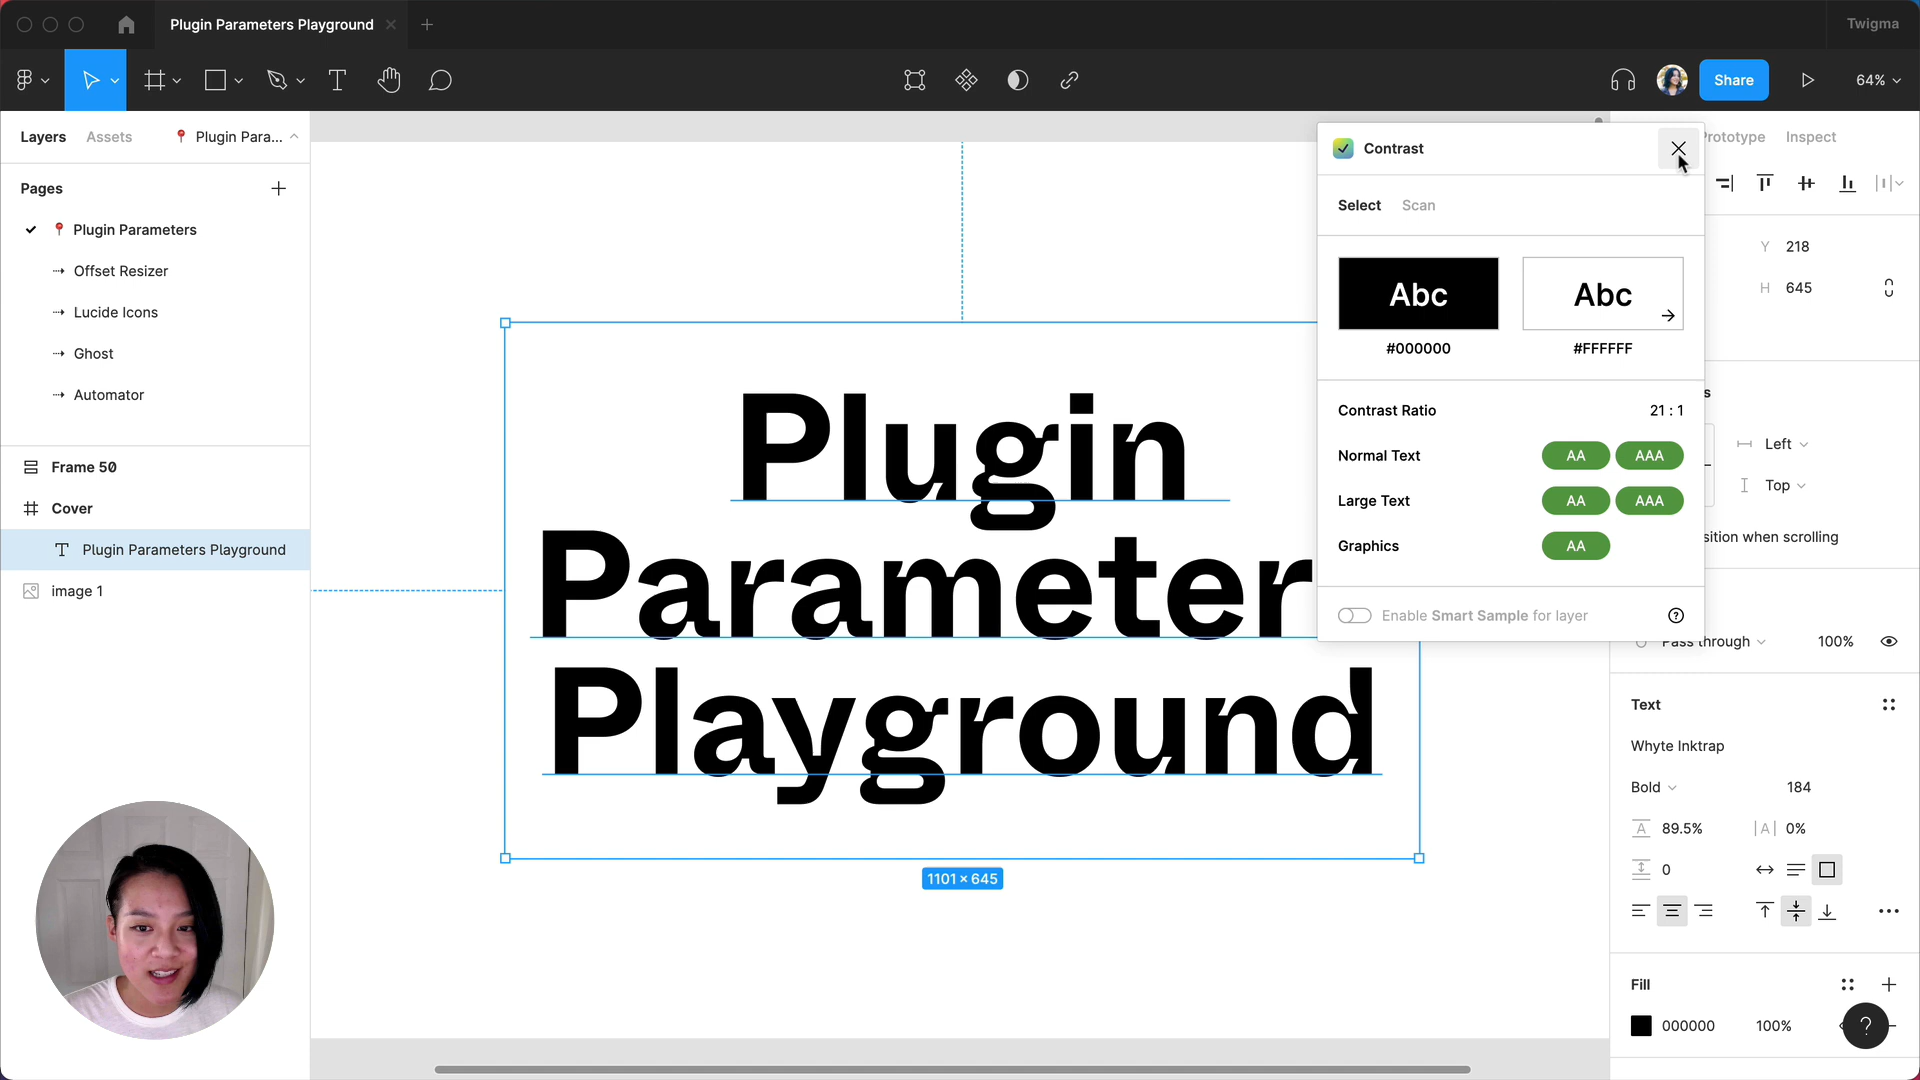 Plugin Parameters Playground
Twigma
Share
64%
Layers
Assets
Plugin Para...
Pages
Plugin Parameters
Offset Resizer
Lucide Icons
Ghost
Automator
Frame 50
Cover
Plugin Parameters Playground
image 1
Plugin
Parameter
Playground
1101 × 645
Contrast
Select
Scan
Abc
#000000
Abc
#FFFFFF
Contrast Ratio
21 : 1
Normal Text
AA
AAA
Large Text
AA
AAA
Graphics
AA
Enable Smart Sample for layer
?
rototype
Inspect
Y 218
H 645
s
Left
Top
sition when scrolling
Pass through
100%
Text
Whyte Inktrap
Bold
184
A 89.5%
|A| 0%
0
Fill
000000
100%
?